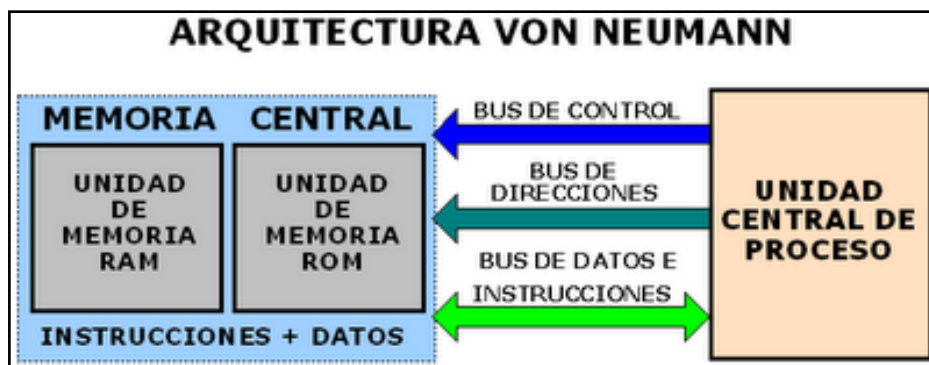 ARQUITECTURA VON NEUMANN
MEMORIA CENTRAL
UNIDAD
DE
MEMORIA
RAM
UNIDAD
DE
MEMORIA
ROM
INSTRUCCIONES + DATOS
BUS DE CONTROL
BUS DE
DIRECCIONES
BUS DE DATOS E
INSTRUCCIONES
UNIDAD
CENTRAL DE
PROCESO